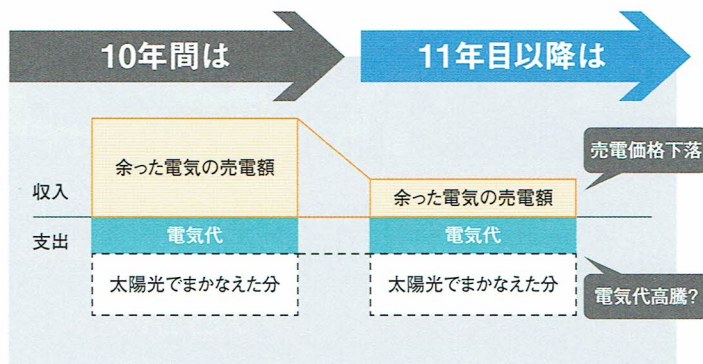 10年間は
11年目以降は
余った電気の売電額
余った電気の売電額
売電価格下落
収入
支出
電気代
電気代
太陽光でまかなえた分
太陽光でまかなえた分
電気代高騰?